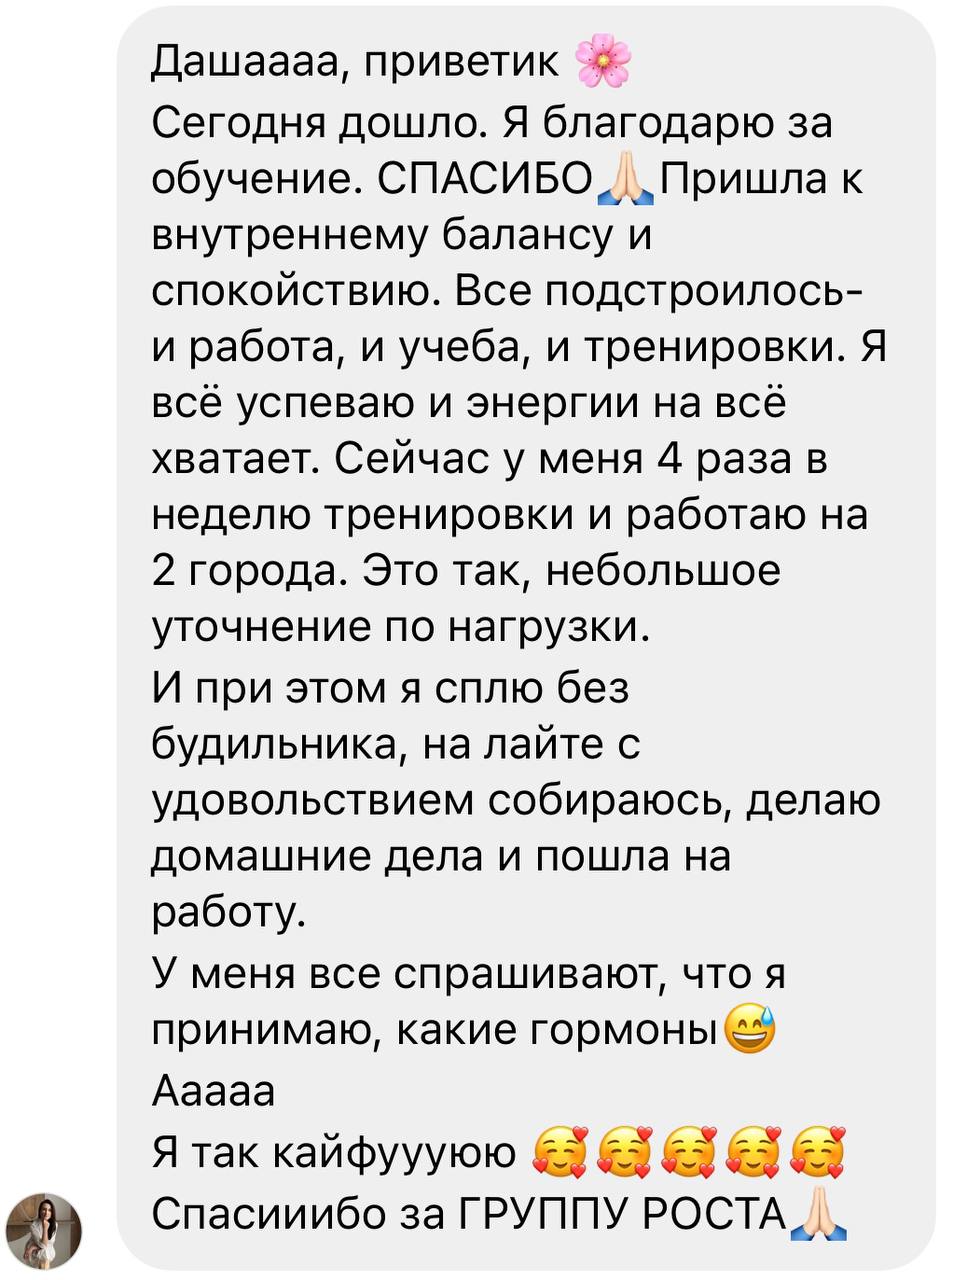 Дашаааа, приветик 🌸
Сегодня дошло. Я благодарю за
обучение. СПАСИБО🙏🏻Пришла к
внутреннему балансу и
спокойствию. Все подстроилось-
и работа, и учеба, и тренировки. Я
всё успеваю и энергии на всё
хватает. Сейчас у меня 4 раза в
неделю тренировки и работаю на
2 города. Это так, небольшое
уточнение по нагрузки.
И при этом я сплю без
будильника, на лайте с
удовольствием собираюсь, делаю
домашние дела и пошла на
работу.
У меня все спрашивают, что я
принимаю, какие гормоны😅
Ааааа
Я так кайфуууюю 🥰🥰🥰🥰🥰
Спасииибо за ГРУППУ РОСТА🙏🏻